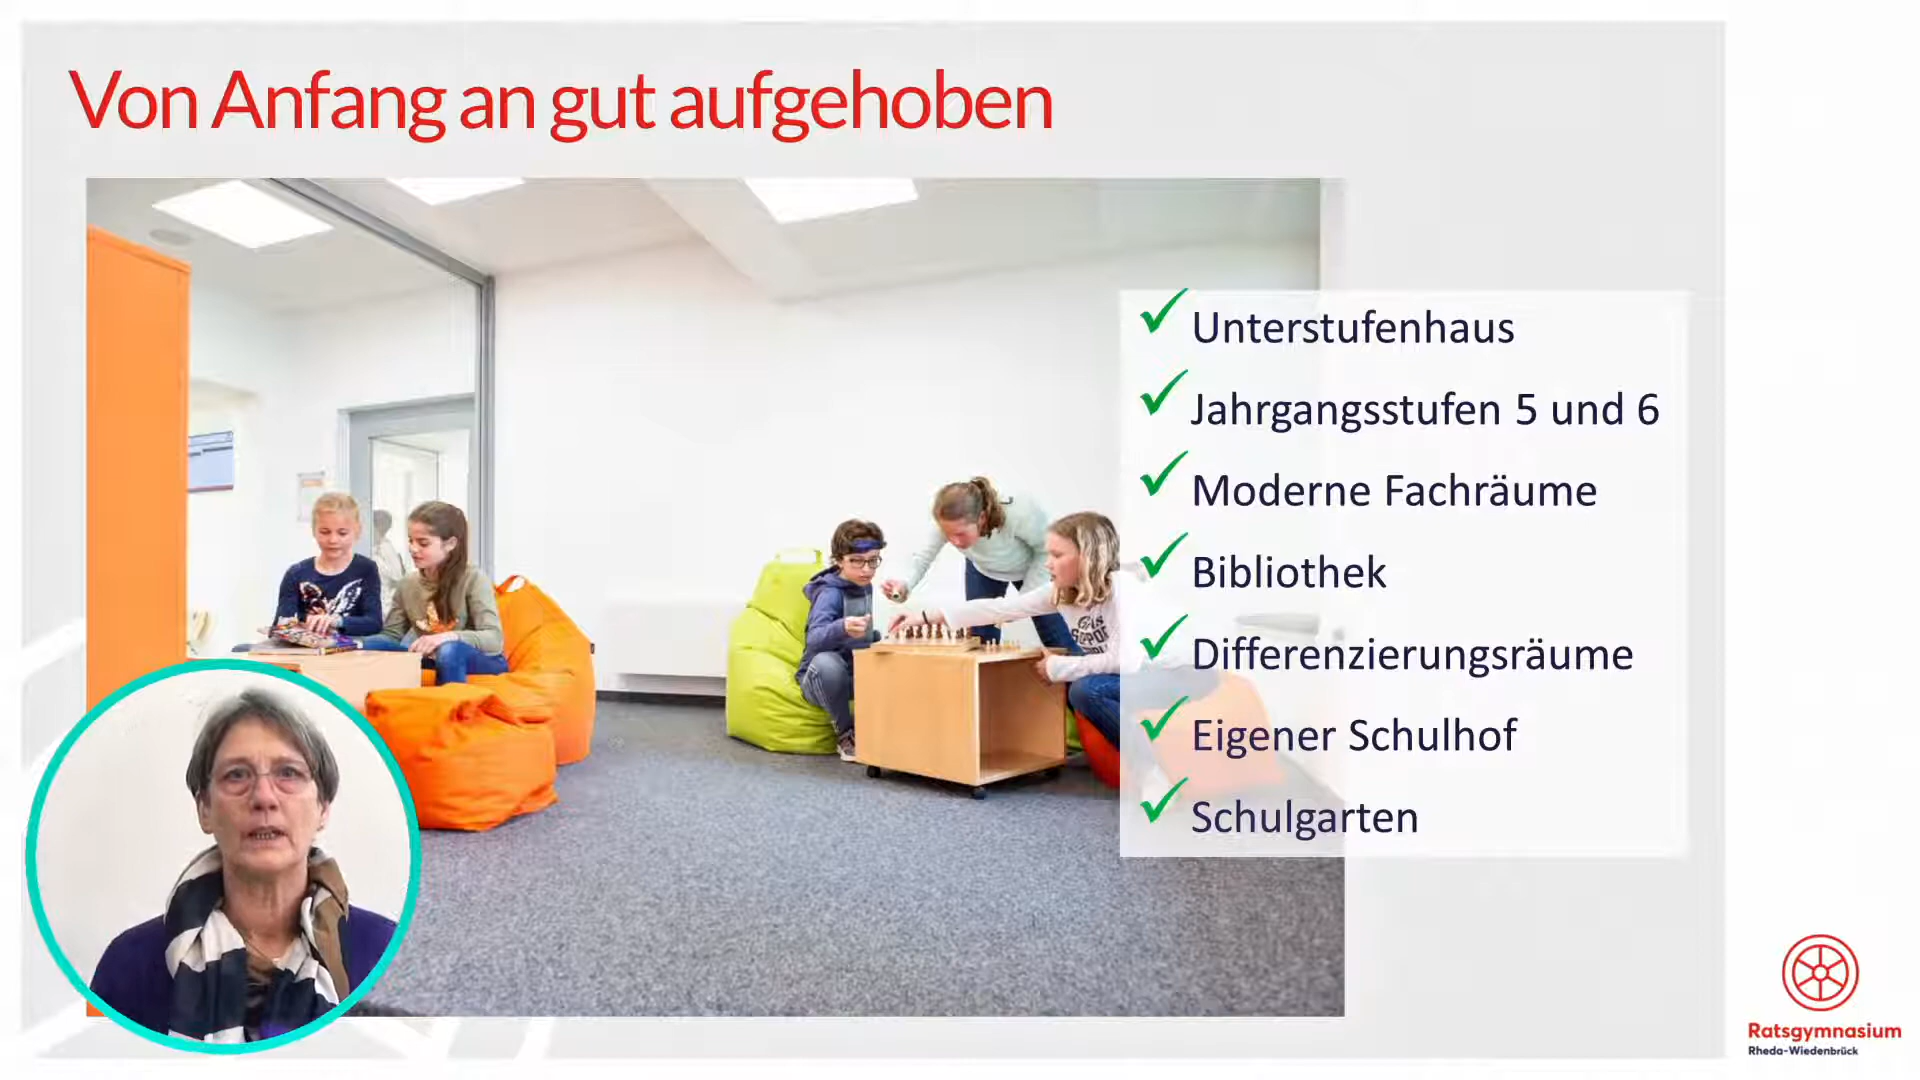 Von Anfang an gut aufgehoben
Unterstufenhaus
Jahrgangsstufen 5 und 6
Moderne Fachräume
Bibliothek
Differenzierungsräume
Eigener Schulhof
Schulgarten
Ratsgymnasium
Rheda-Wiedenbrück